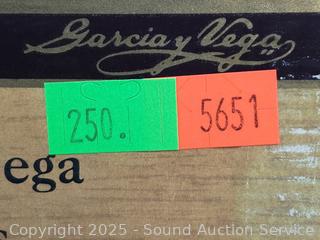 Garcia y Vega
250. 5651
ega
Copyright 2025 - Sound Auction Service